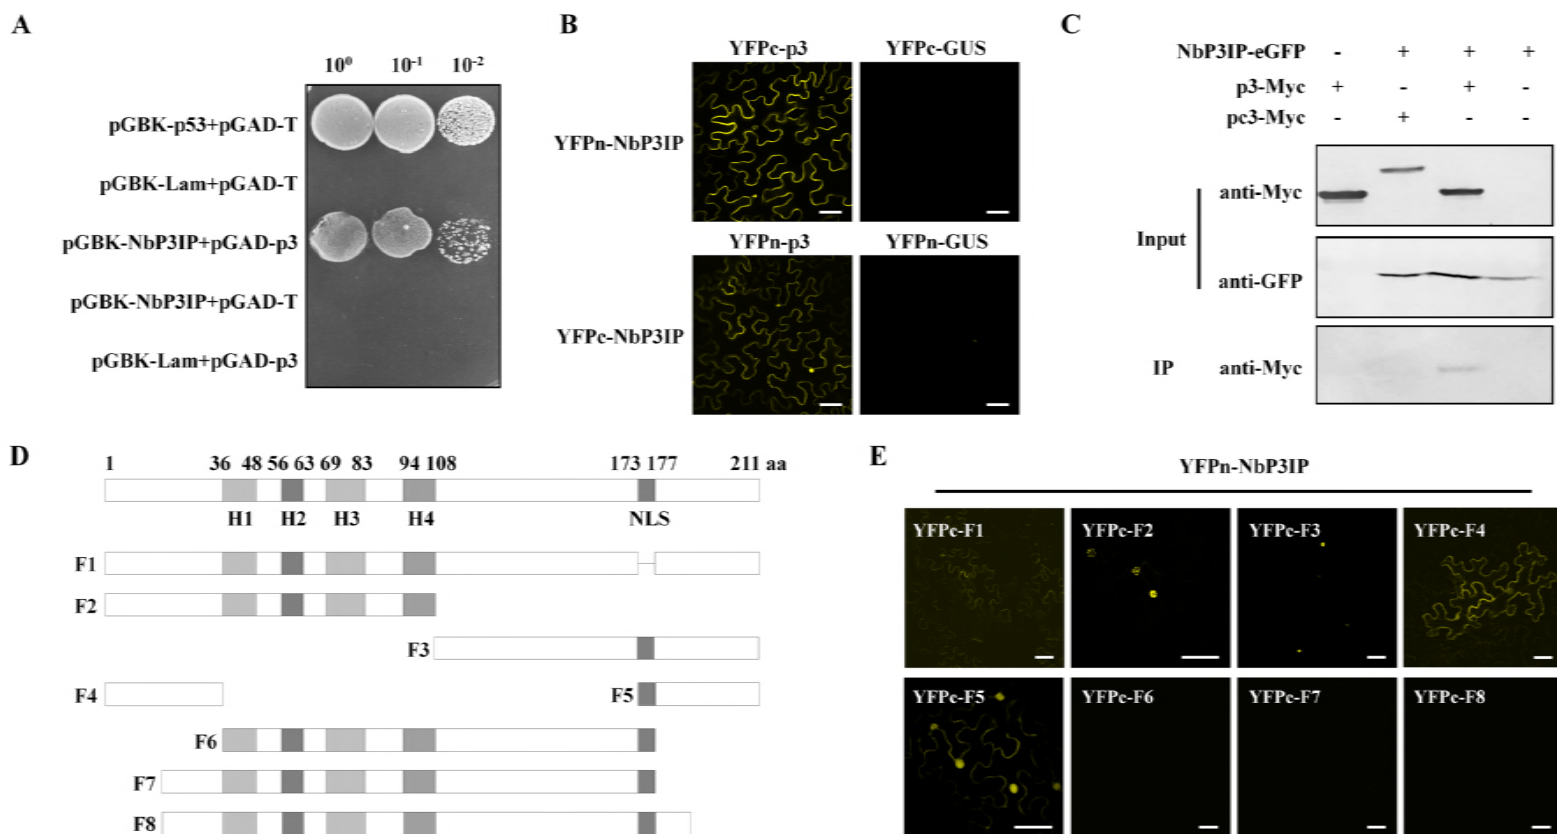 A
10⁰ 10⁻¹ 10⁻²
pGBK-p53+pGAD-T
pGBK-Lam+pGAD-T
pGBK-NbP3IP+pGAD-p3
pGBK-NbP3IP+pGAD-T
pGBK-Lam+pGAD-p3
B
YFPc-p3 YFPc-GUS
YFPn-NbP3IP
YFPn-p3 YFPn-GUS
YFPc-NbP3IP
C
NbP3IP-eGFP - + + +
p3-Myc + - + -
pc3-Myc - + - -
Input
anti-Myc
anti-GFP
IP anti-Myc
D
1 36 48 56 63 69 83 94 108 173 177 211 aa
H1 H2 H3 H4 NLS
F1
F2
F3
F4 F5
F6
F7
F8
E
YFPn-NbP3IP
YFPc-F1 YFPc-F2 YFPc-F3 YFPc-F4
YFPc-F5 YFPc-F6 YFPc-F7 YFPc-F8